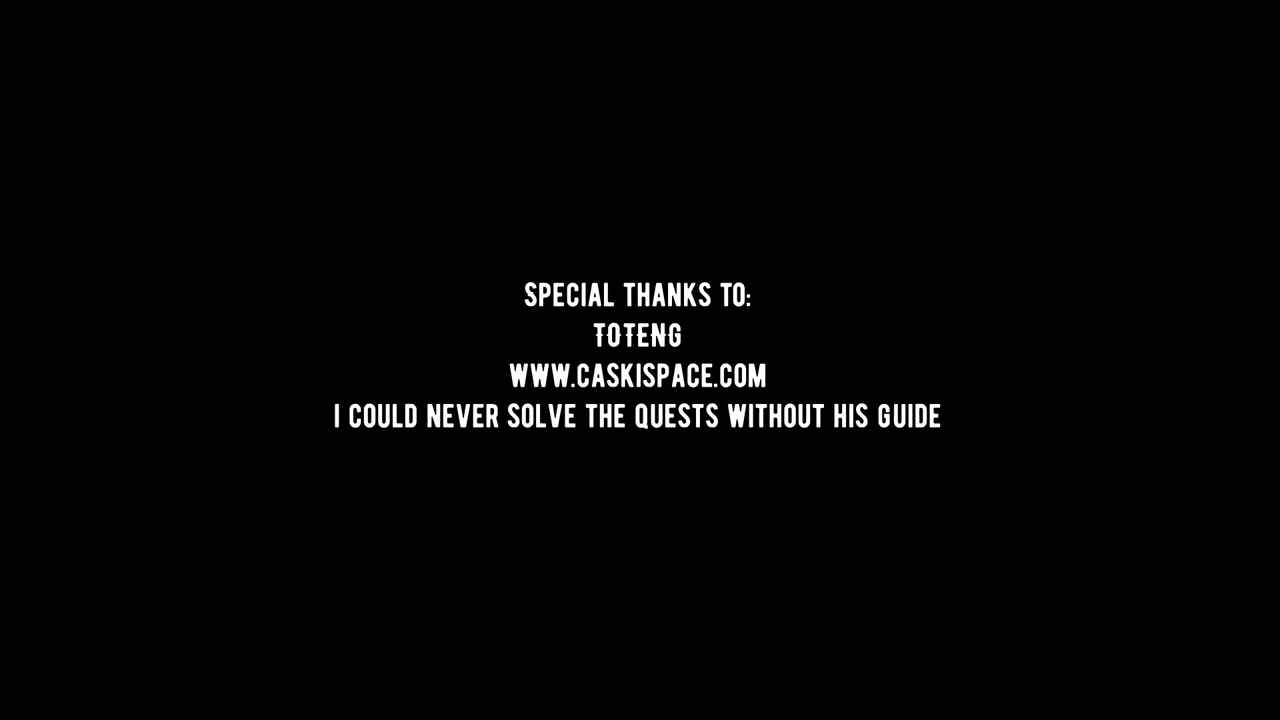 SPECIAL THANKS TO:
TOTENG
WWW.CASKISPACE.COM
I COULD NEVER SOLVE THE QUESTS WITHOUT HIS GUIDE